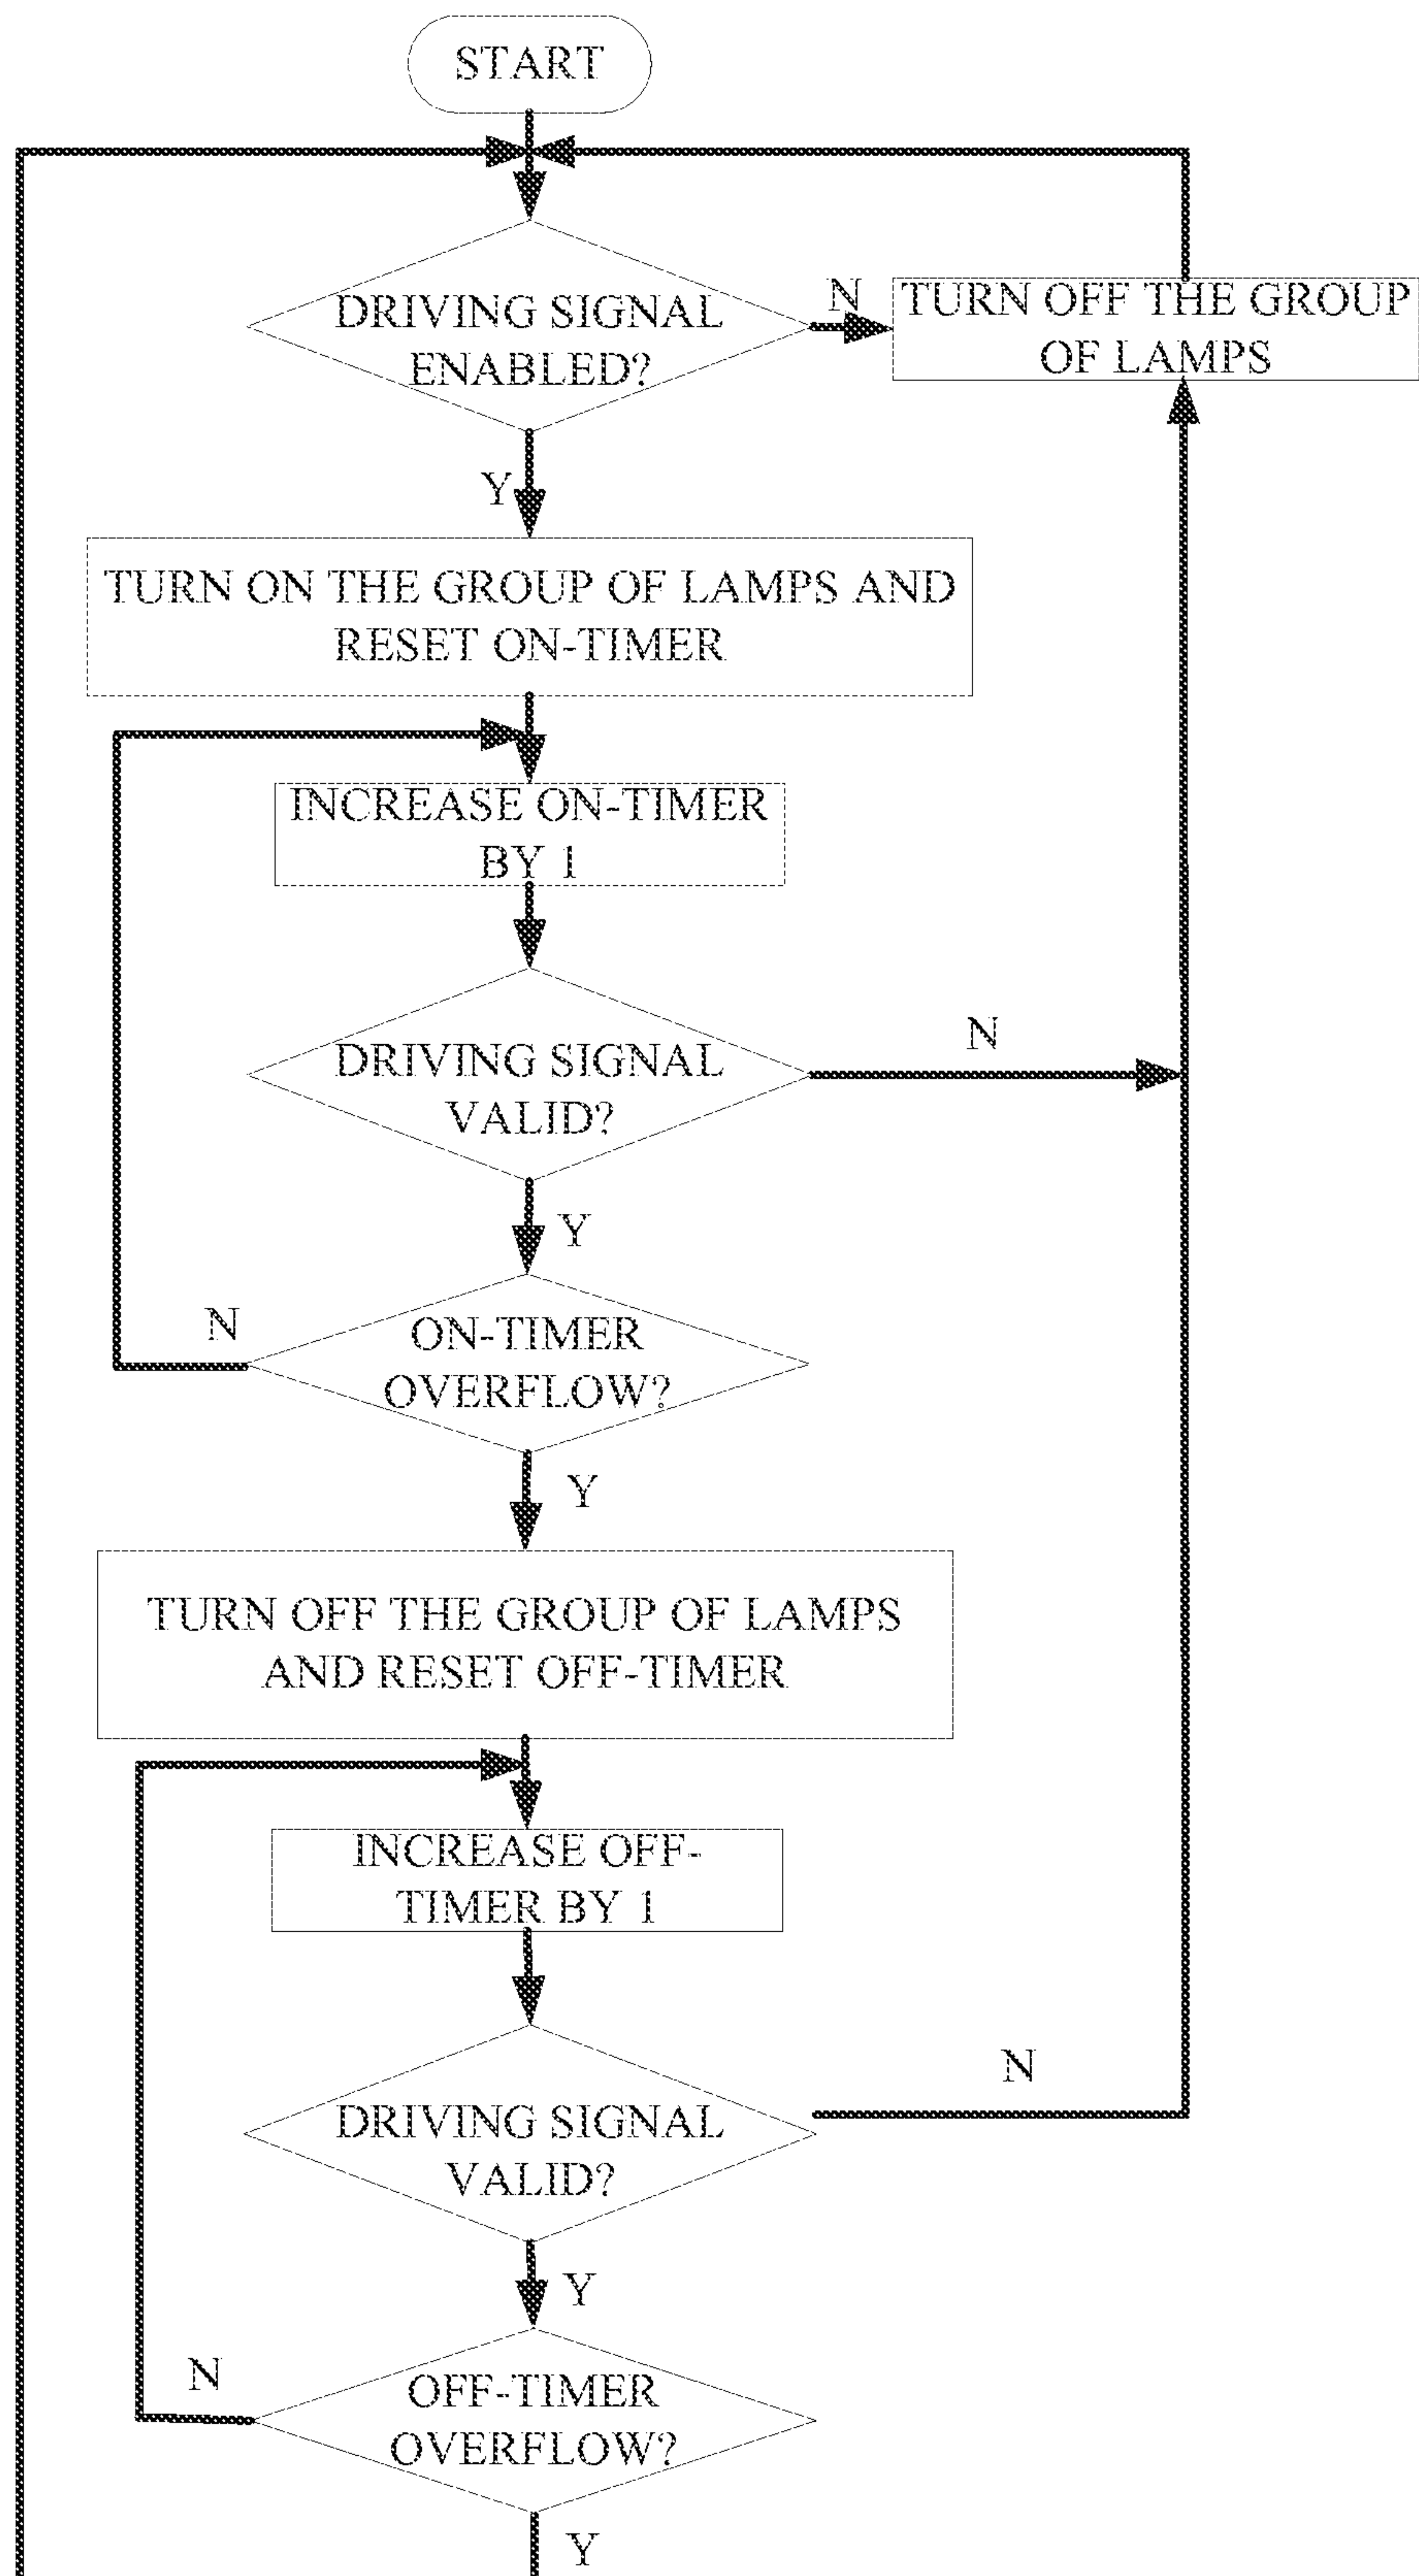 START
DRIVING SIGNAL
ENABLED?
N
TURN OFF THE GROUP
OF LAMPS
Y
TURN ON THE GROUP OF LAMPS AND
RESET ON-TIMER
INCREASE ON-TIMER
BY 1
DRIVING SIGNAL
VALID?
N
Y
ON-TIMER
OVERFLOW?
N
Y
TURN OFF THE GROUP OF LAMPS
AND RESET OFF-TIMER
INCREASE OFF-
TIMER BY 1
DRIVING SIGNAL
VALID?
N
Y
OFF-TIMER
OVERFLOW?
N
Y